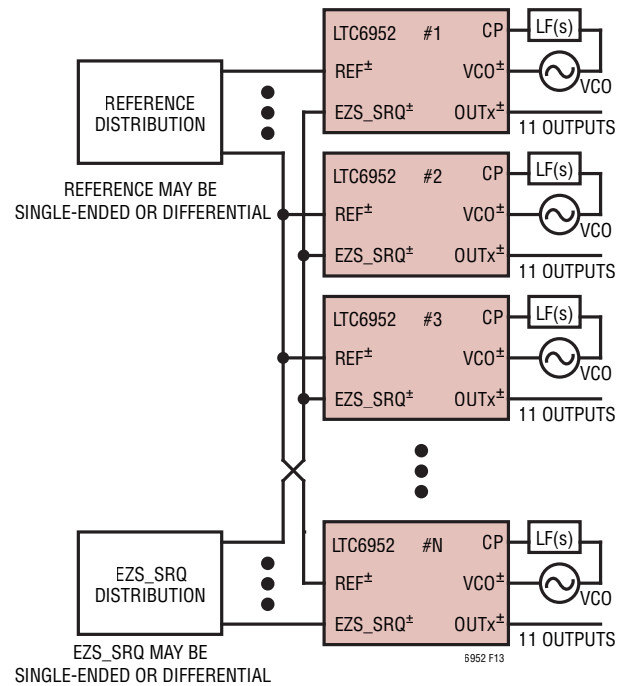 LTC6952 #1 CP LF(s)
REF± VCO± VCO
EZS_SRQ± OUTx± 11 OUTPUTS
REFERENCE
DISTRIBUTION
REFERENCE MAY BE
SINGLE-ENDED OR DIFFERENTIAL
LTC6952 #2 CP LF(s)
REF± VCO± VCO
EZS_SRQ± OUTx± 11 OUTPUTS
LTC6952 #3 CP LF(s)
REF± VCO± VCO
EZS_SRQ± OUTx± 11 OUTPUTS
LTC6952 #N CP LF(s)
REF± VCO± VCO
EZS_SRQ± OUTx± 11 OUTPUTS
EZS_SRQ
DISTRIBUTION
EZS_SRQ MAY BE
SINGLE-ENDED OR DIFFERENTIAL
6952 F13